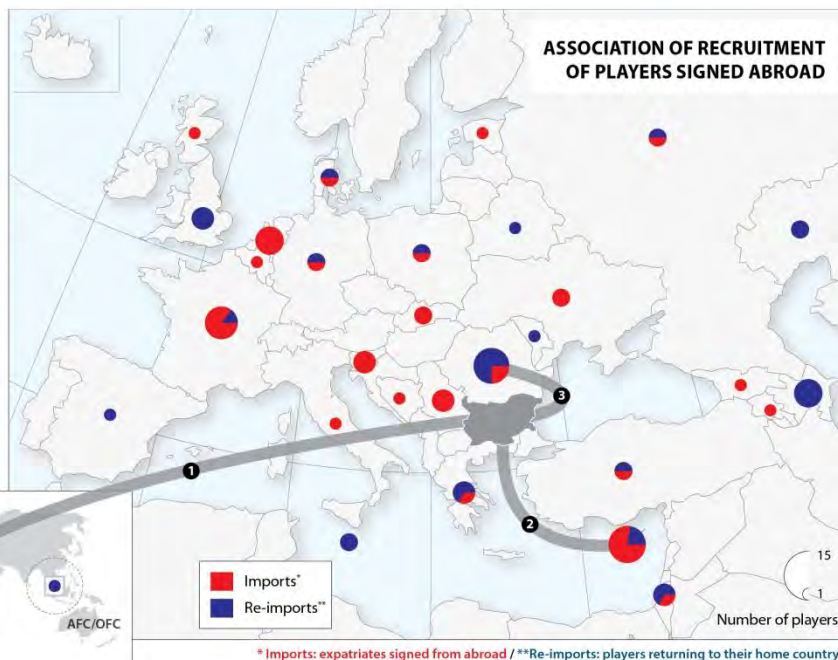 ASSOCIATION OF RECRUITMENT
OF PLAYERS SIGNED ABROAD
3
1
2
AFC/OFC
Imports*
Re-imports**
15
1
Number of players
* Imports: expatriates signed from abroad / **Re-imports: players returning to their home country